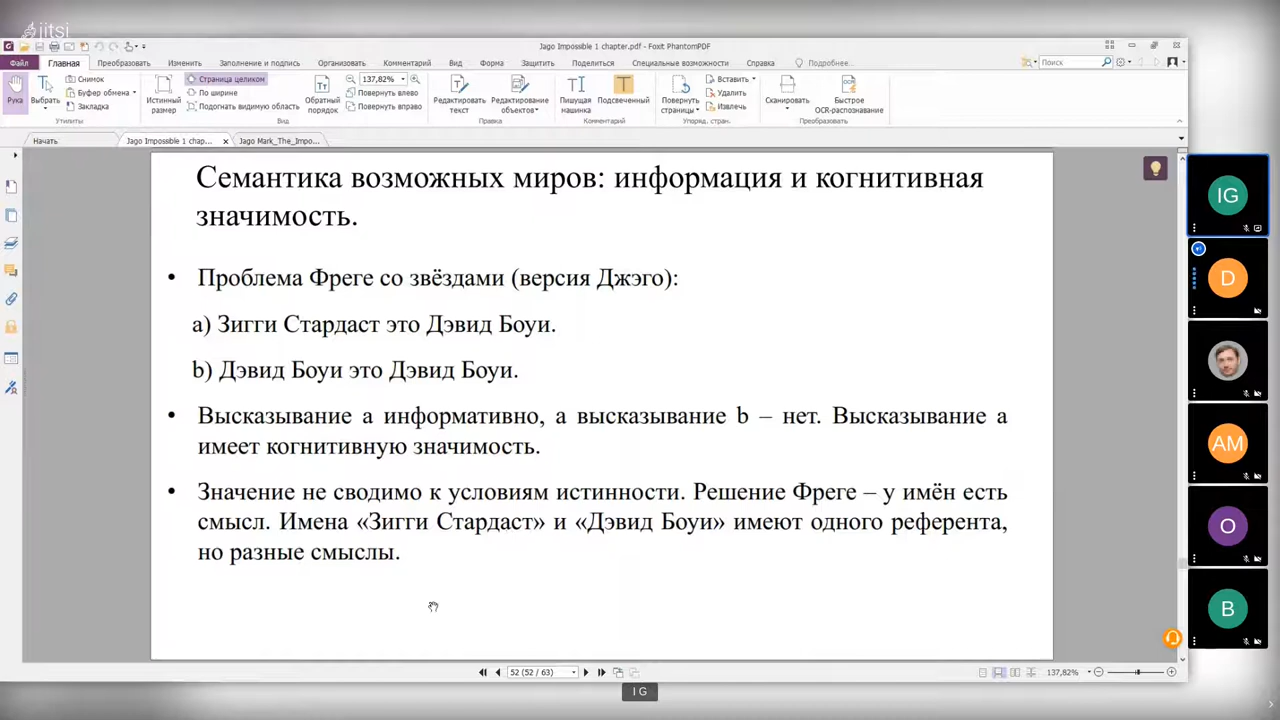 jitsi
Jago Impossible 1 chapter.pdf - Foxit PhantomPDF
Файл Главная Преобразовать Изменить Заполнение и подпись Организация Комментарий Вид Форма Защитить Поделиться Специальные возможности Справка Подробнее... Поиск
Рука
Выбрать
Снимок
Буфер обмена
Закладка
Утилиты
Истинный размер
Страница целиком
По ширине
Подогнать видимую область
Обратный порядок
137,82%
Повернуть влево
Повернуть вправо
Вид
Редактировать текст
Редактирование объектов
Правка
Пишущая машинка
Подсвеченный
Комментарий
Повернуть страницы
Вставить
Удалить
Извлечь
Упоряд. стран.
Сканировать
Быстрое OCR-распознавание
Преобразовать
Начать
Jago Impossible 1 chap...
Jago Mark_The_Impo...
Семантика возможных миров: информация и когнитивная
значимость.
• Проблема Фреге со звёздами (версия Джэго):
a) Зигги Стардаст это Дэвид Боуи.
b) Дэвид Боуи это Дэвид Боуи.
• Высказывание a информативно, а высказывание b – нет. Высказывание a
имеет когнитивную значимость.
• Значение не сводимо к условиям истинности. Решение Фреге – у имён есть
смысл. Имена «Зигги Стардаст» и «Дэвид Боуи» имеют одного референта,
но разные смыслы.
52 (52 / 63)
137,82%
I G
IG
D
AM
O
B